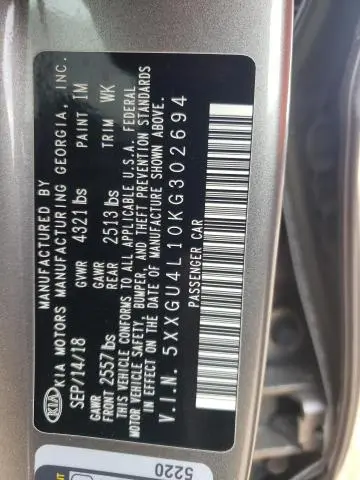 MANUFACTURED BY
KIA KIA MOTORS MANUFACTURING GEORGIA, INC.
SEP/14/18 GVWR 4321 lbs PAINT IM
GAWR FRONT 2557 lbs GAWR REAR 2513 lbs TRIM WK
THIS VEHICLE CONFORMS TO ALL APPLICABLE U.S.A. FEDERAL
MOTOR VEHICLE SAFETY, BUMPER, AND THEFT PREVENTION STANDARDS
IN EFFECT ON THE DATE OF MANUFACTURE SHOWN ABOVE.
V.I.N. 5XXGU4L10KG302694
PASSENGER CAR
5220